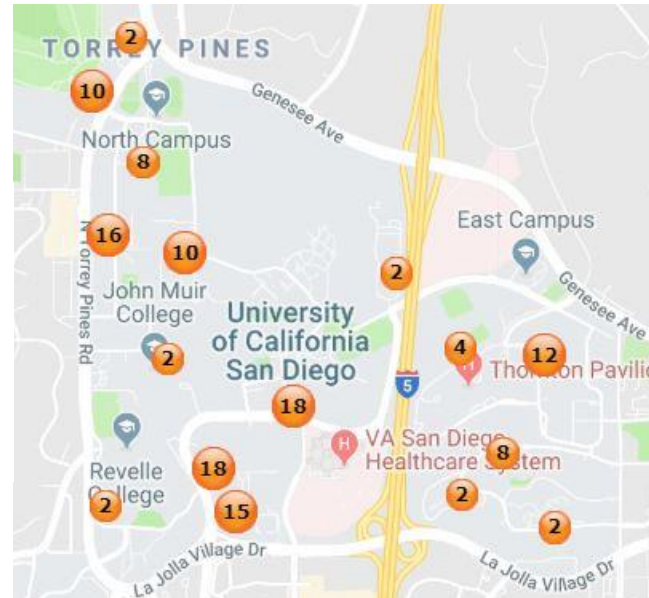 2
TORREY PINES
10
Genesee Ave
North Campus
8
16
N Torrey Pines Rd
10
East Campus
2
Genesee Ave
John Muir
College
University
of California
San Diego
2
4
12
Thornton Pavilio
5
18
H
VA San Diego
Healthcare System
8
Revelle
College
18
2
15
2
2
La Jolla Village Dr
La Jolla Village Dr